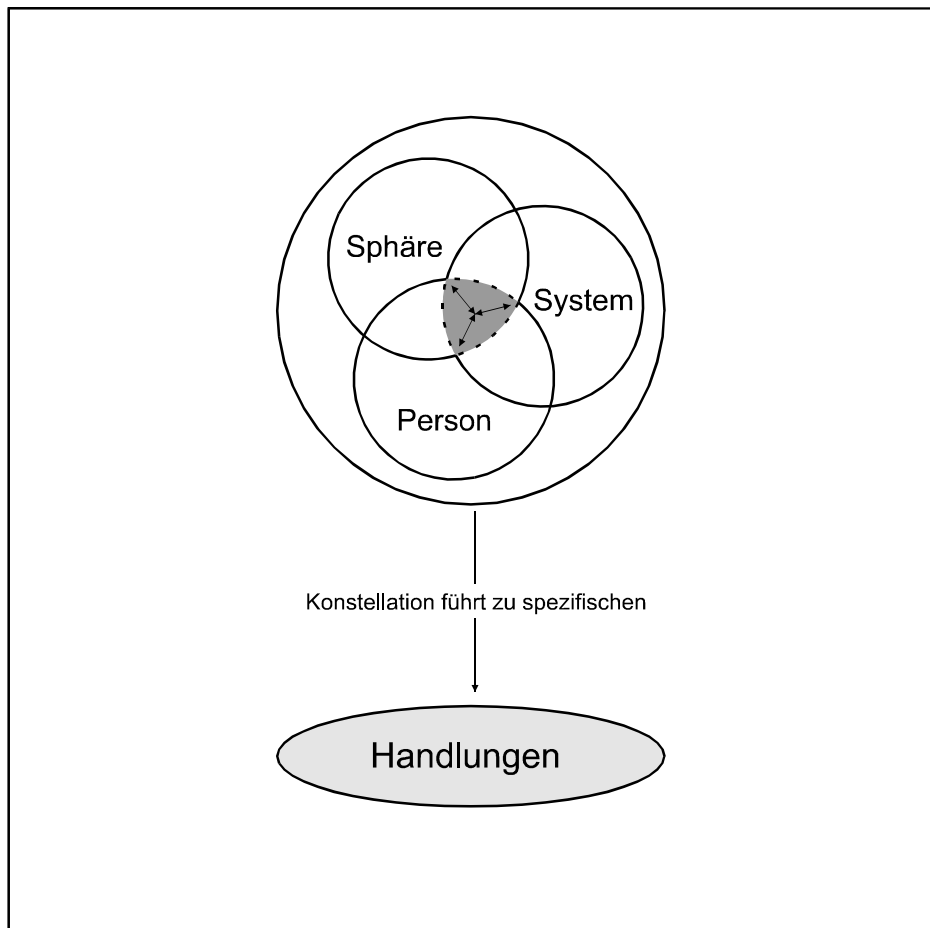 Sphäre
System
Person
Konstellation führt zu spezifischen
Handlungen